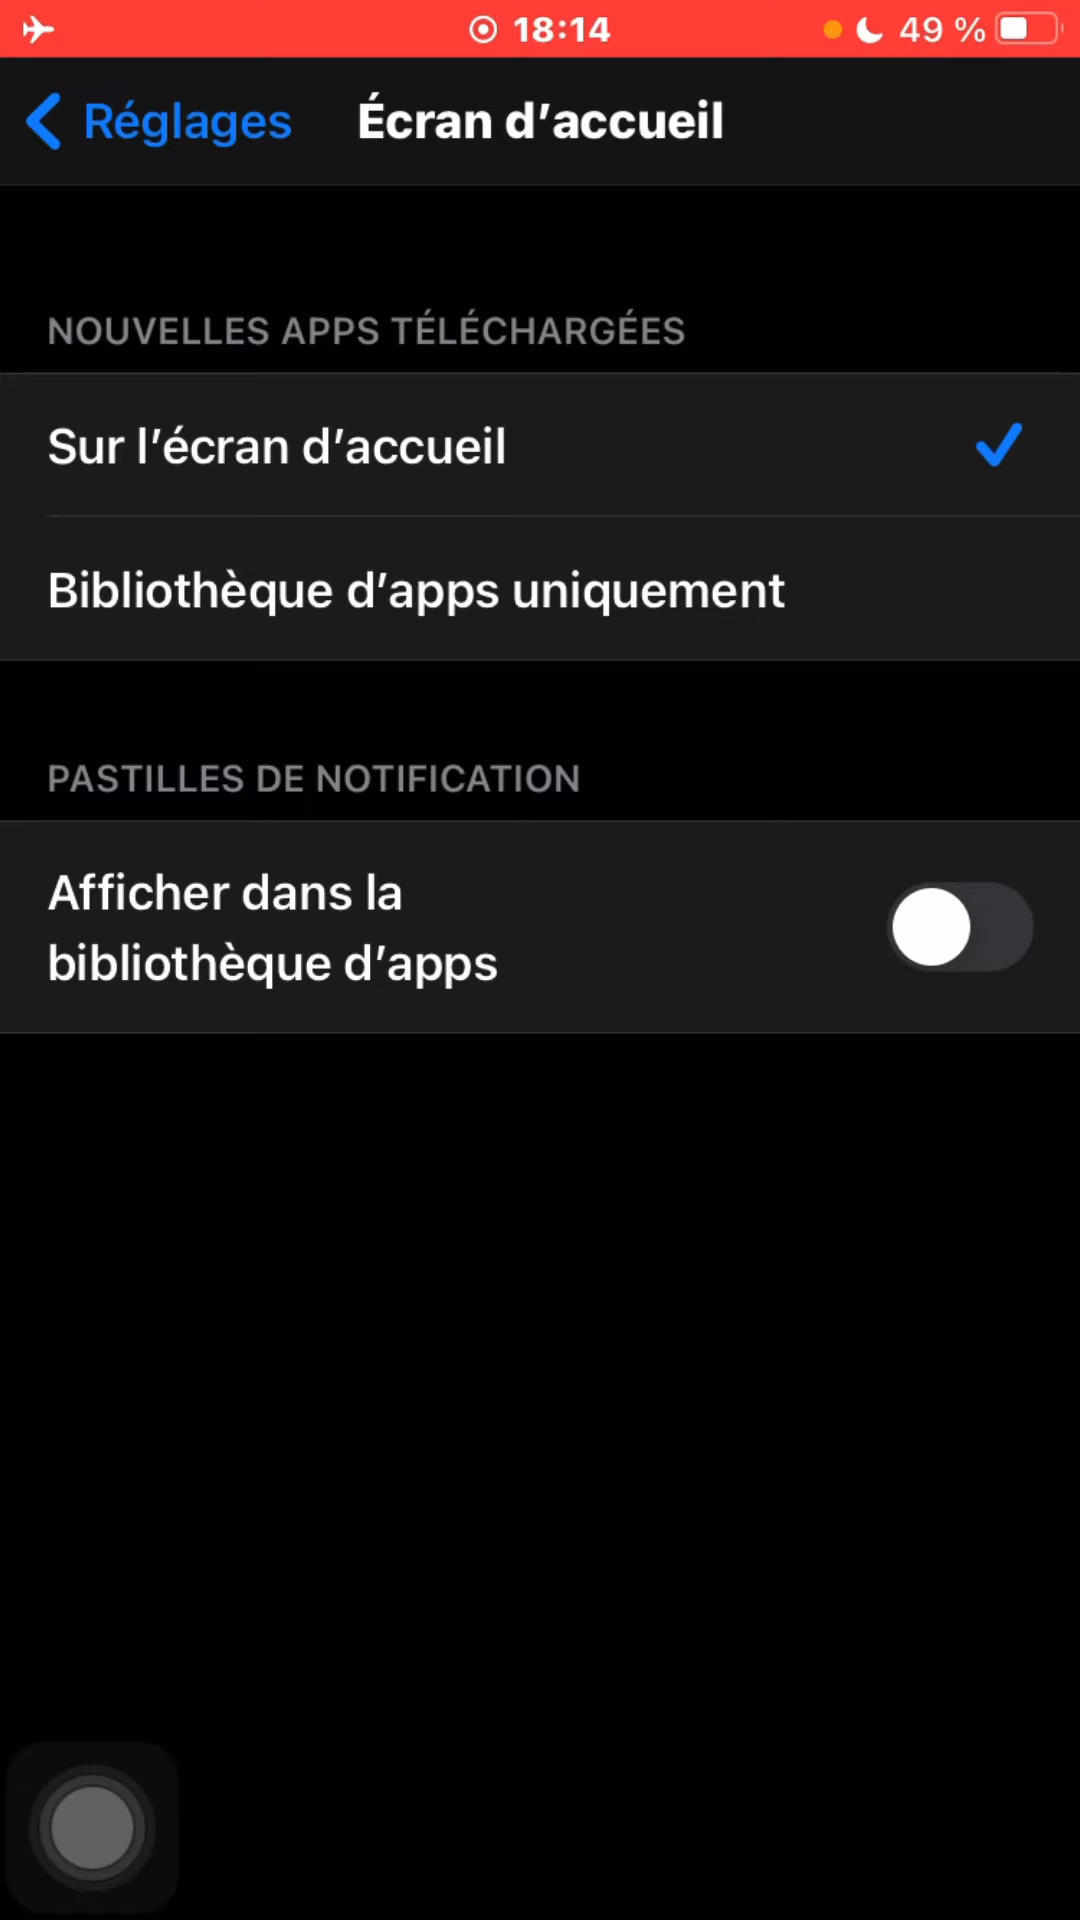 18:14
49 %
Réglages
Écran d’accueil
NOUVELLES APPS TÉLÉCHARGÉES
Sur l’écran d’accueil
Bibliothèque d’apps uniquement
PASTILLES DE NOTIFICATION
Afficher dans la
bibliothèque d’apps